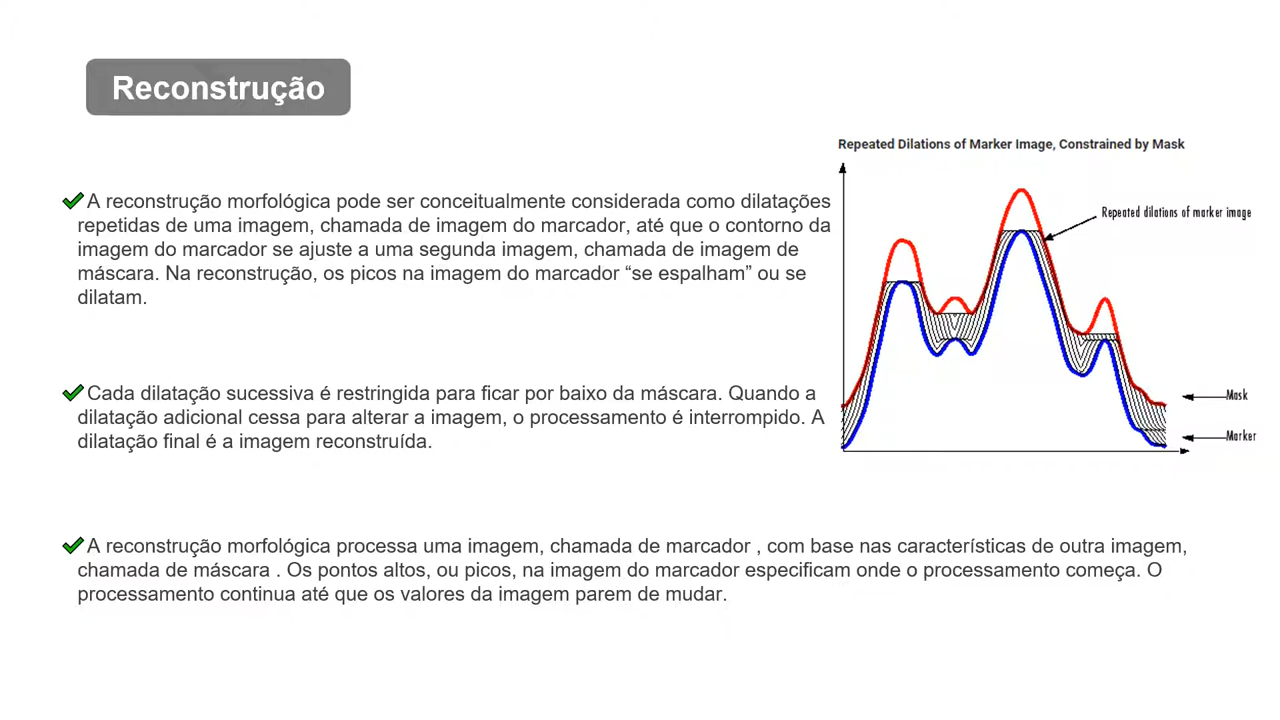 Reconstrução
A reconstrução morfológica pode ser conceitualmente considerada como dilatações
repetidas de uma imagem, chamada de imagem do marcador, até que o contorno da
imagem do marcador se ajuste a uma segunda imagem, chamada de imagem de
máscara. Na reconstrução, os picos na imagem do marcador “se espalham” ou se
dilatam.
Cada dilatação sucessiva é restringida para ficar por baixo da máscara. Quando a
dilatação adicional cessa para alterar a imagem, o processamento é interrompido. A
dilatação final é a imagem reconstruída.
Repeated Dilations of Marker Image, Constrained by Mask
Repeated dilations of marker image
Mask
Marker
A reconstrução morfológica processa uma imagem, chamada de marcador , com base nas características de outra imagem,
chamada de máscara . Os pontos altos, ou picos, na imagem do marcador especificam onde o processamento começa. O
processamento continua até que os valores da imagem parem de mudar.